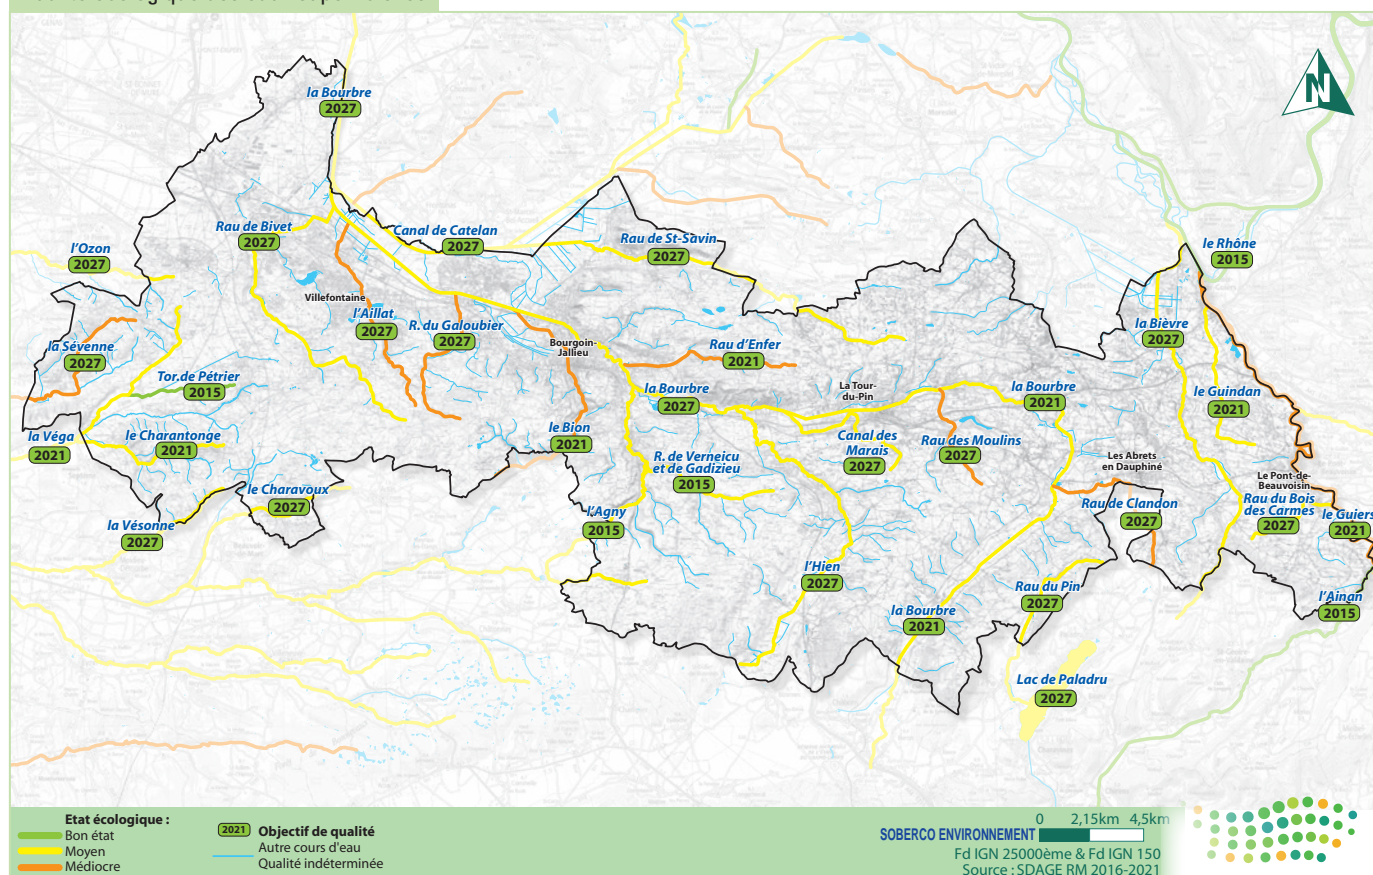 la Bourbre
2027
Rau de Bivet
2027
Canal de Catelan
2027
Rau de St-Savin
2027
l'Ozon
2027
le Rhône
2015
Villefontaine
l'Aillat
2027
R. du Galoubier
2027
Bourgoin-
Jallieu
Rau d'Enfer
2021
la Bièvre
2027
la Sévenne
2027
Tor.de Pétrier
2015
la Bourbre
2027
La Tour-
du-Pin
la Bourbre
2021
le Guindan
2021
la Véga
2021
le Charantonge
2021
le Bion
2021
Canal des
Marais
2027
Rau des Moulins
2027
R. de Verneicu
et de Gadizieu
2015
Les Abrets
en Dauphiné
Le Pont-de-
Beauvoisin
le Charavoux
2027
Rau de Clandon
2027
Rau du Bois
des Carmes
2027
le Guiers
2021
la Vésonne
2027
l'Agny
2015
l'Hien
2027
la Bourbre
2021
Rau du Pin
2027
l'Ainan
2015
Lac de Paladru
2027
N
Etat écologique :
Bon état
Moyen
Médiocre
2021 Objectif de qualité
Autre cours d'eau
Qualité indéterminée
0 2,15km 4,5km
SOBERCO ENVIRONNEMENT
Fd IGN 25000ème & Fd IGN 150
Source : SDAGE RM 2016-2021